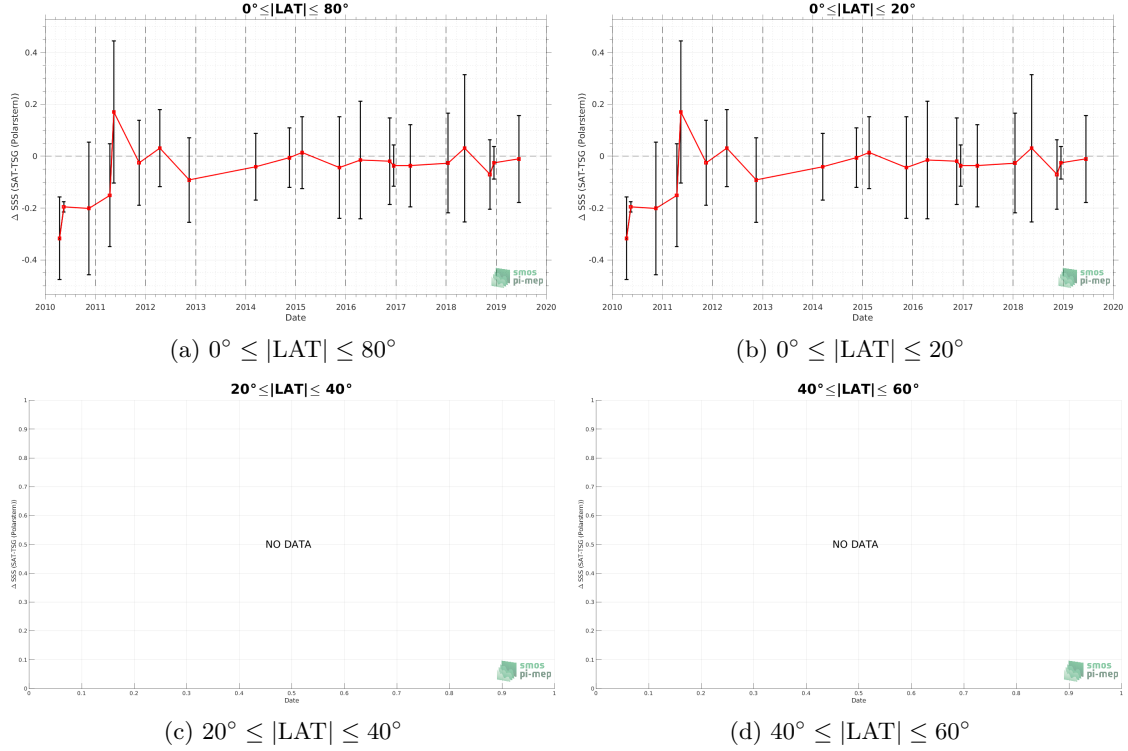 0°≤|LAT|≤ 80°
Δ SSS (SAT-TSG (Polarstern))
0.4
0.2
0
-0.2
-0.4
2010 2011 2012 2013 2014 2015 2016 2017 2018 2019 2020
Date
smos
pi-mep
(a) 0° ≤ |LAT| ≤ 80°
0°≤|LAT|≤ 20°
Δ SSS (SAT-TSG (Polarstern))
0.4
0.2
0
-0.2
-0.4
2010 2011 2012 2013 2014 2015 2016 2017 2018 2019 2020
Date
smos
pi-mep
(b) 0° ≤ |LAT| ≤ 20°
20°≤|LAT|≤ 40°
Δ SSS (SAT-TSG (Polarstern))
1
0.9
0.8
0.7
0.6
0.5
0.4
0.3
0.2
0.1
0
NO DATA
0 0.1 0.2 0.3 0.4 0.5 0.6 0.7 0.8 0.9 1
Date
smos
pi-mep
(c) 20° ≤ |LAT| ≤ 40°
40°≤|LAT|≤ 60°
Δ SSS (SAT-TSG (Polarstern))
1
0.9
0.8
0.7
0.6
0.5
0.4
0.3
0.2
0.1
0
NO DATA
0 0.1 0.2 0.3 0.4 0.5 0.6 0.7 0.8 0.9 1
Date
smos
pi-mep
(d) 40° ≤ |LAT| ≤ 60°